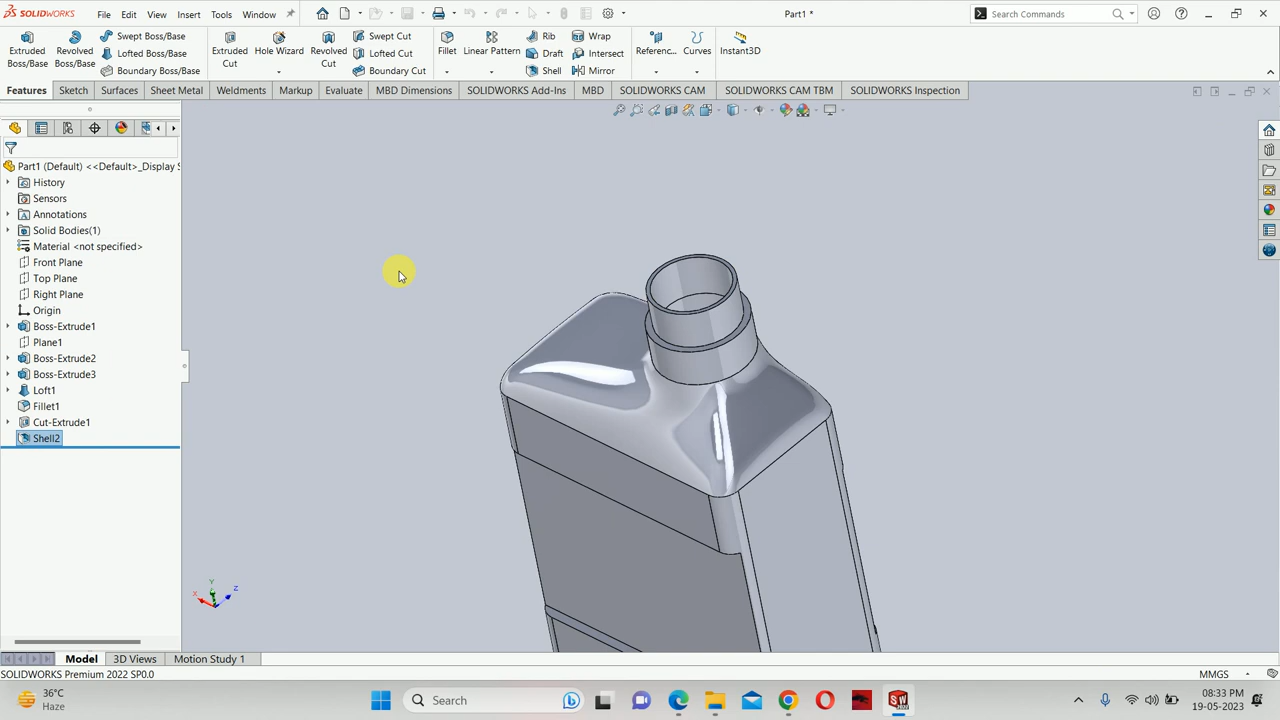 SOLIDWORKS File Edit View Insert Tools Window Part1 * Search Commands
Extruded Boss/Base Revolved Boss/Base Swept Boss/Base Lofted Boss/Base Boundary Boss/Base Extruded Cut Hole Wizard Revolved Cut Swept Cut Lofted Cut Boundary Cut Fillet Linear Pattern Rib Draft Shell Wrap Intersect Mirror Referenc... Curves Instant3D
Features Sketch Surfaces Sheet Metal Weldments Markup Evaluate MBD Dimensions SOLIDWORKS Add-Ins MBD SOLIDWORKS CAM SOLIDWORKS CAM TBM SOLIDWORKS Inspection
Part1 (Default) <<Default>_Display S
History
Sensors
Annotations
Solid Bodies(1)
Material <not specified>
Front Plane
Top Plane
Right Plane
Origin
Boss-Extrude1
Plane1
Boss-Extrude2
Boss-Extrude3
Loft1
Fillet1
Cut-Extrude1
Shell2
Y
X Z
Model 3D Views Motion Study 1
SOLIDWORKS Premium 2022 SP0.0 MMGS
36°C
Haze
Search
08:33 PM
19-05-2023